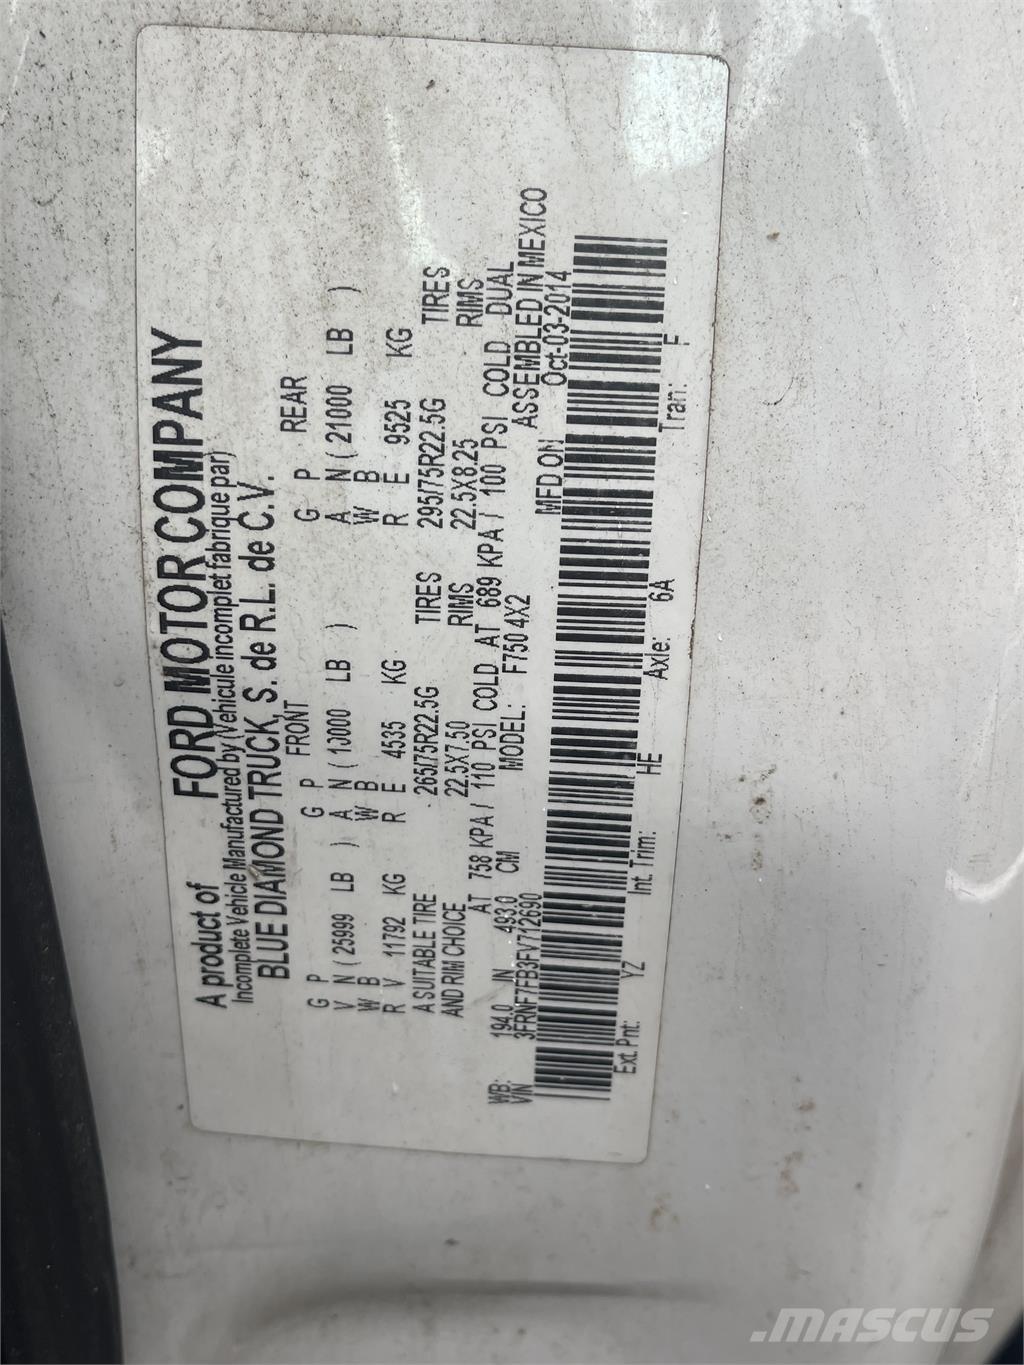 A product of FORD MOTOR COMPANY
Incomplete Vehicle Manufactured by (Vehicule incomplet fabrique par)
BLUE DIAMOND TRUCK, S. de R.L. de C.V.
G P G P FRONT G P REAR
V N ( 25999 LB ) A N ( 10000 LB ) A N ( 21000 LB )
W B W B W B
R V 11792 KG R E 4535 KG R E 9525 KG
A SUITABLE TIRE 265/75R22.5G TIRES 295/75R22.5G TIRES
AND RIM CHOICE 22.5X7.50 RIMS 22.5X8.25 RIMS
AT 758 KPA / 110 PSI COLD AT 689 KPA / 100 PSI COLD DUAL
WB: 194.0 IN 493.0 CM MODEL: F750 4X2 ASSEMBLED IN MEXICO
VIN 3FRNF7FB3FV712690 MFD ON Oct-03-2014
Ext. Pnt: YZ Int. Trim: HE Axle: 6A Tran: F
MASCUS